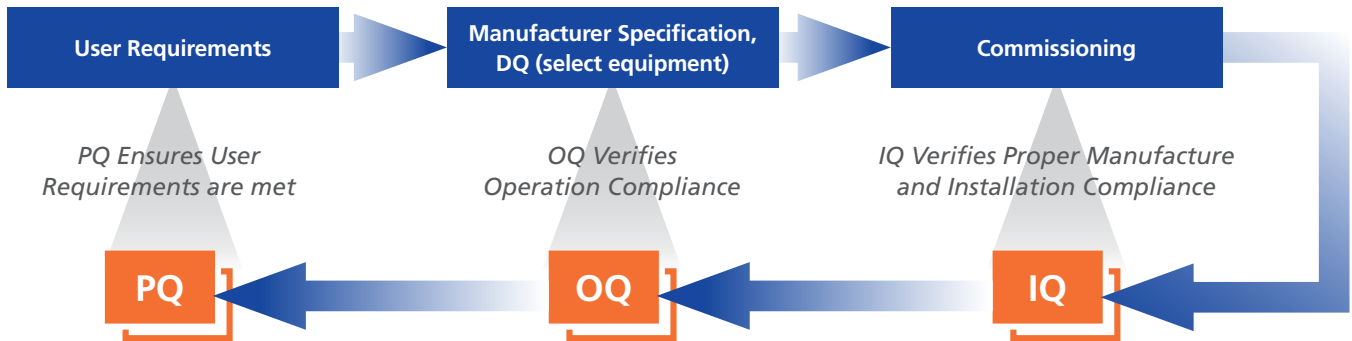 User Requirements
Manufacturer Specification,
DQ (select equipment)
Commissioning
PQ Ensures User
Requirements are met
OQ Verifies
Operation Compliance
IQ Verifies Proper Manufacture
and Installation Compliance
PQ
OQ
IQ